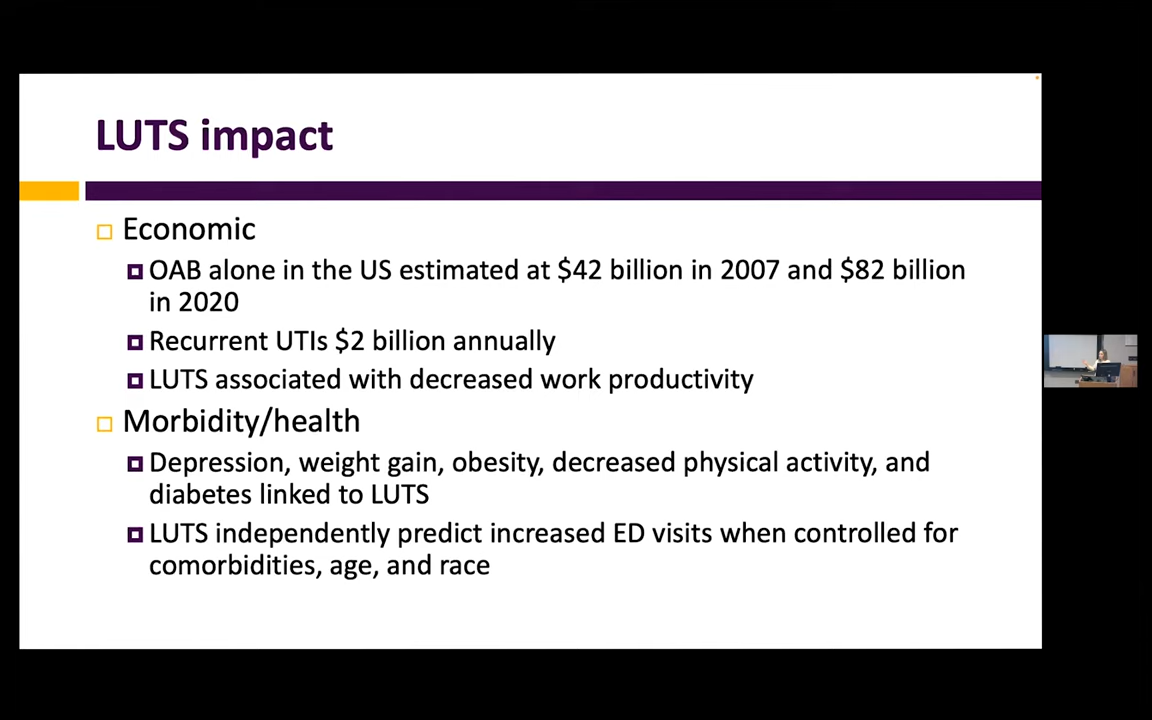 LUTS impact
Economic
OAB alone in the US estimated at $42 billion in 2007 and $82 billion
in 2020
Recurrent UTIs $2 billion annually
LUTS associated with decreased work productivity
Morbidity/health
Depression, weight gain, obesity, decreased physical activity, and
diabetes linked to LUTS
LUTS independently predict increased ED visits when controlled for
comorbidities, age, and race